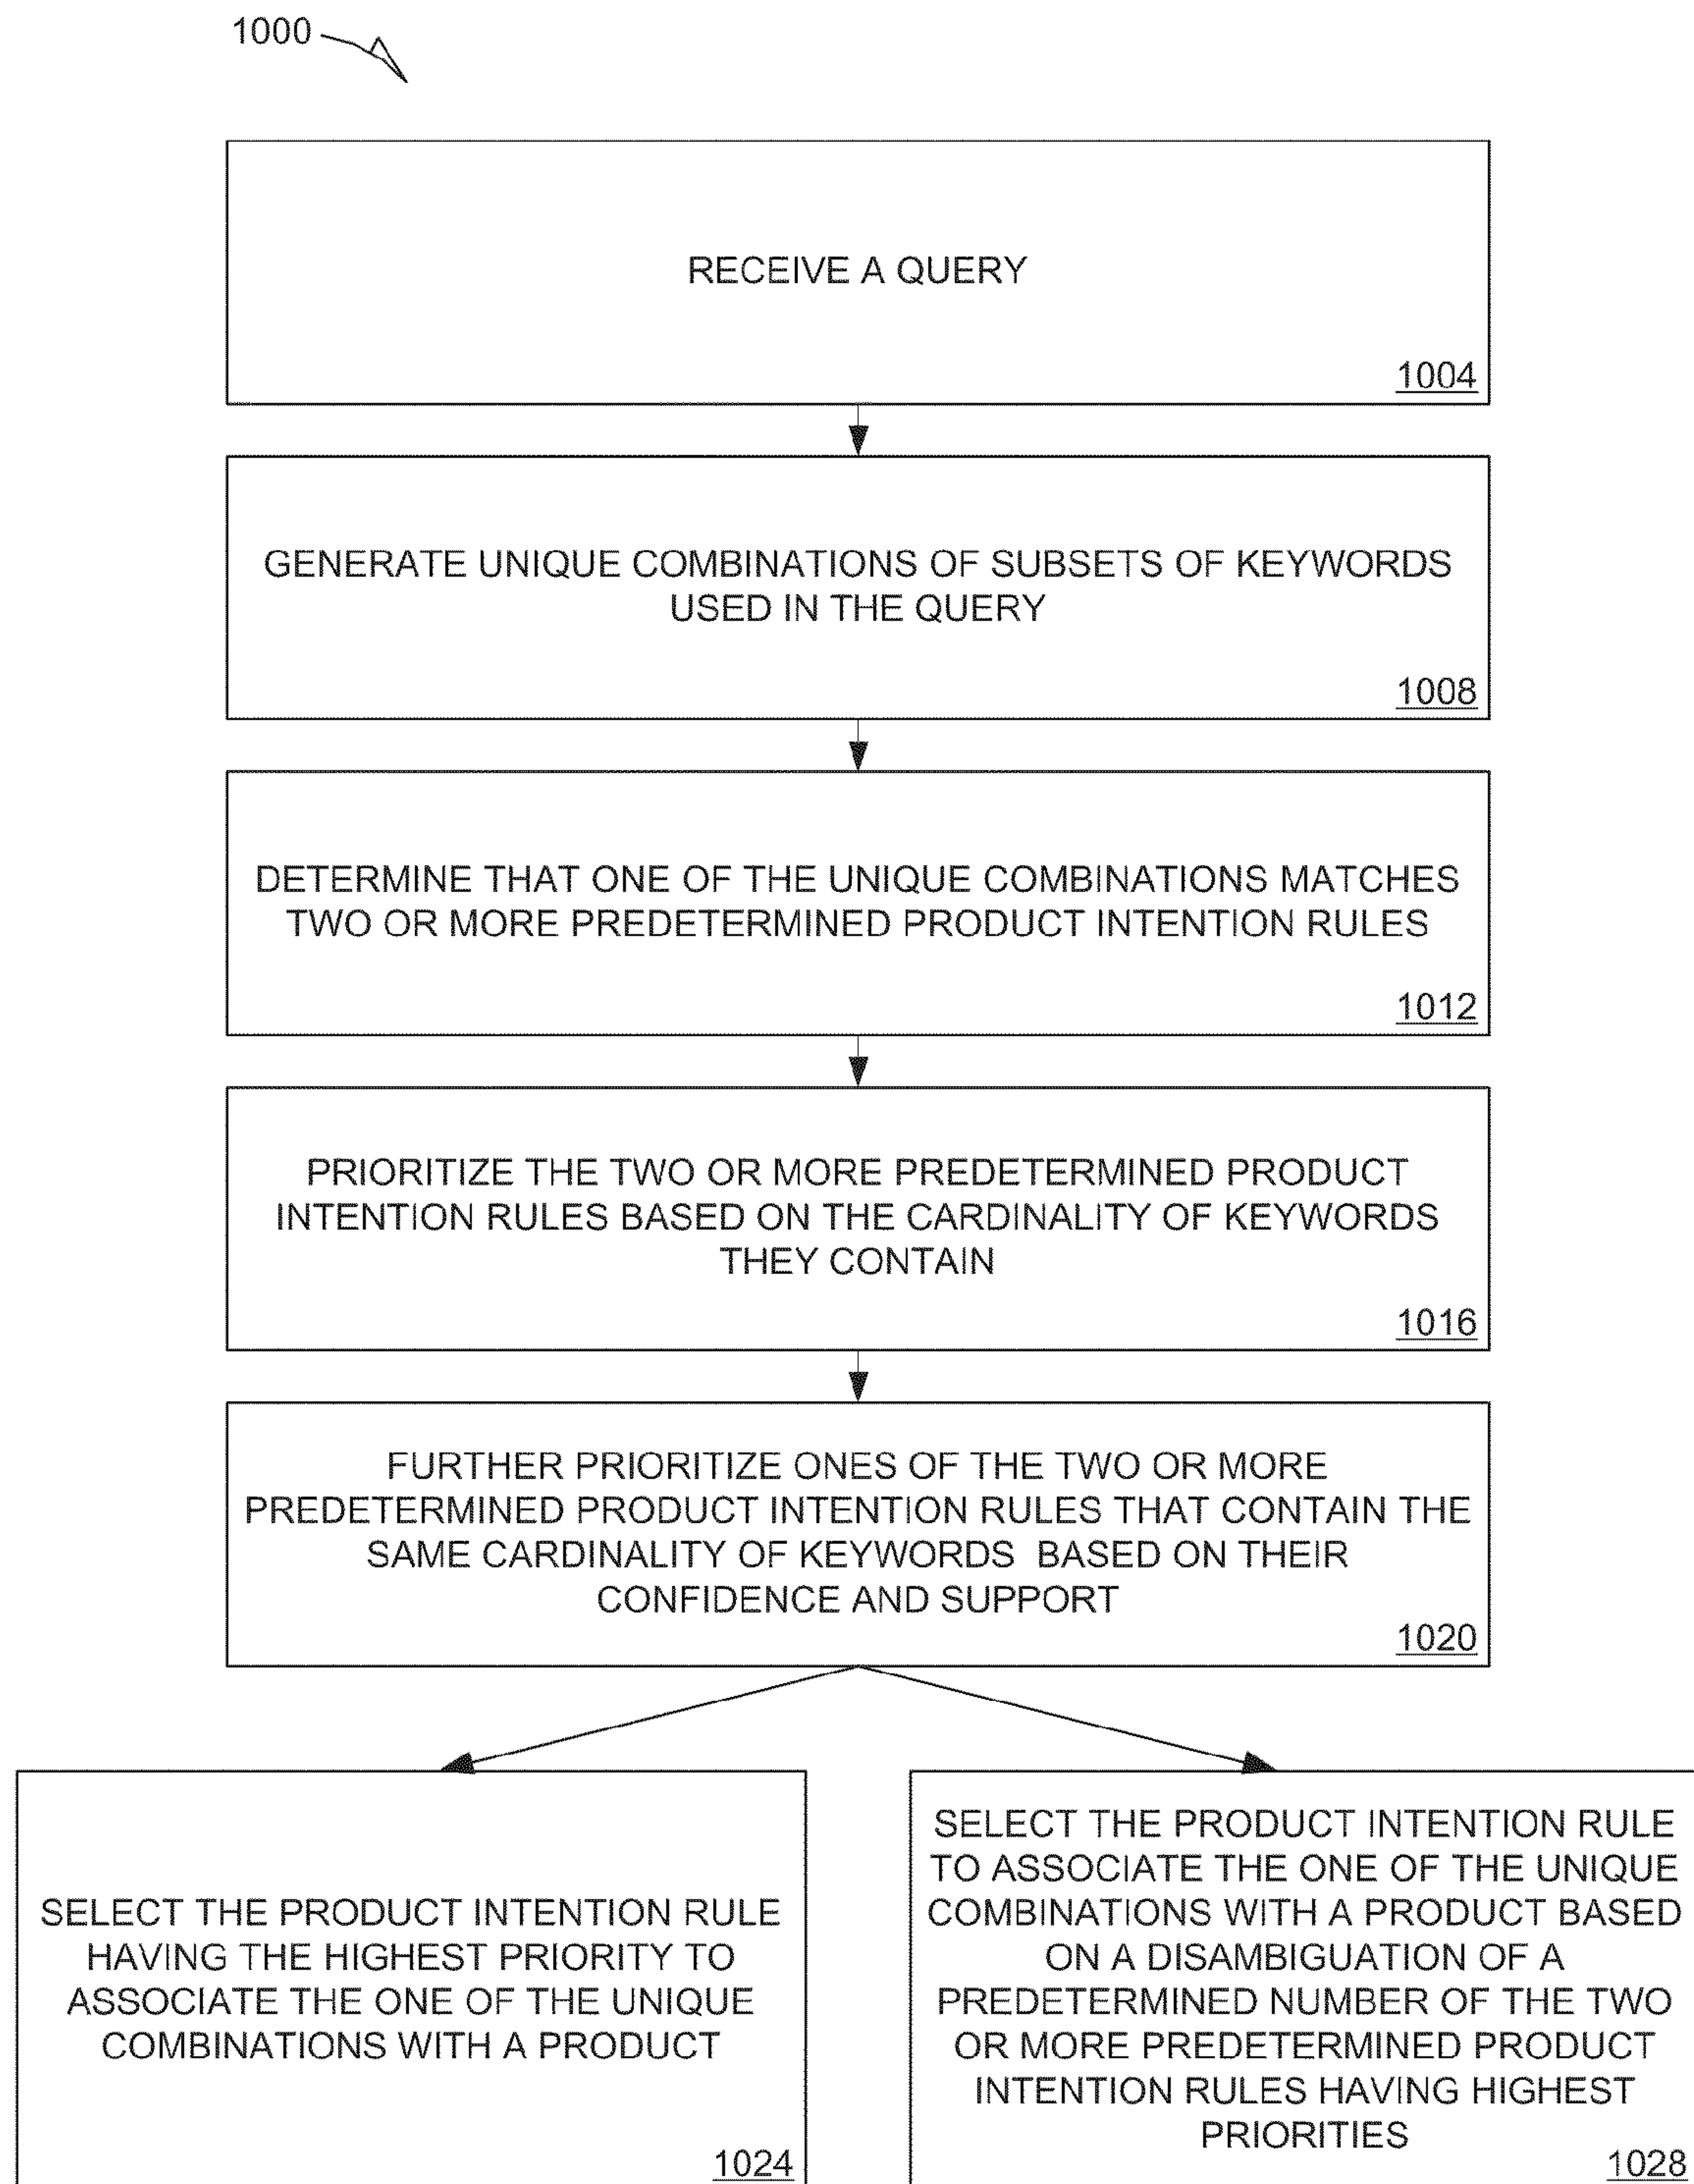 1000
RECEIVE A QUERY
1004
GENERATE UNIQUE COMBINATIONS OF SUBSETS OF KEYWORDS
USED IN THE QUERY
1008
DETERMINE THAT ONE OF THE UNIQUE COMBINATIONS MATCHES
TWO OR MORE PREDETERMINED PRODUCT INTENTION RULES
1012
PRIORITIZE THE TWO OR MORE PREDETERMINED PRODUCT
INTENTION RULES BASED ON THE CARDINALITY OF KEYWORDS
THEY CONTAIN
1016
FURTHER PRIORITIZE ONES OF THE TWO OR MORE
PREDETERMINED PRODUCT INTENTION RULES THAT CONTAIN THE
SAME CARDINALITY OF KEYWORDS BASED ON THEIR
CONFIDENCE AND SUPPORT
1020
SELECT THE PRODUCT INTENTION RULE
HAVING THE HIGHEST PRIORITY TO
ASSOCIATE THE ONE OF THE UNIQUE
COMBINATIONS WITH A PRODUCT
1024
SELECT THE PRODUCT INTENTION RULE
TO ASSOCIATE THE ONE OF THE UNIQUE
COMBINATIONS WITH A PRODUCT BASED
ON A DISAMBIGUATION OF A
PREDETERMINED NUMBER OF THE TWO
OR MORE PREDETERMINED PRODUCT
INTENTION RULES HAVING HIGHEST
PRIORITIES
1028